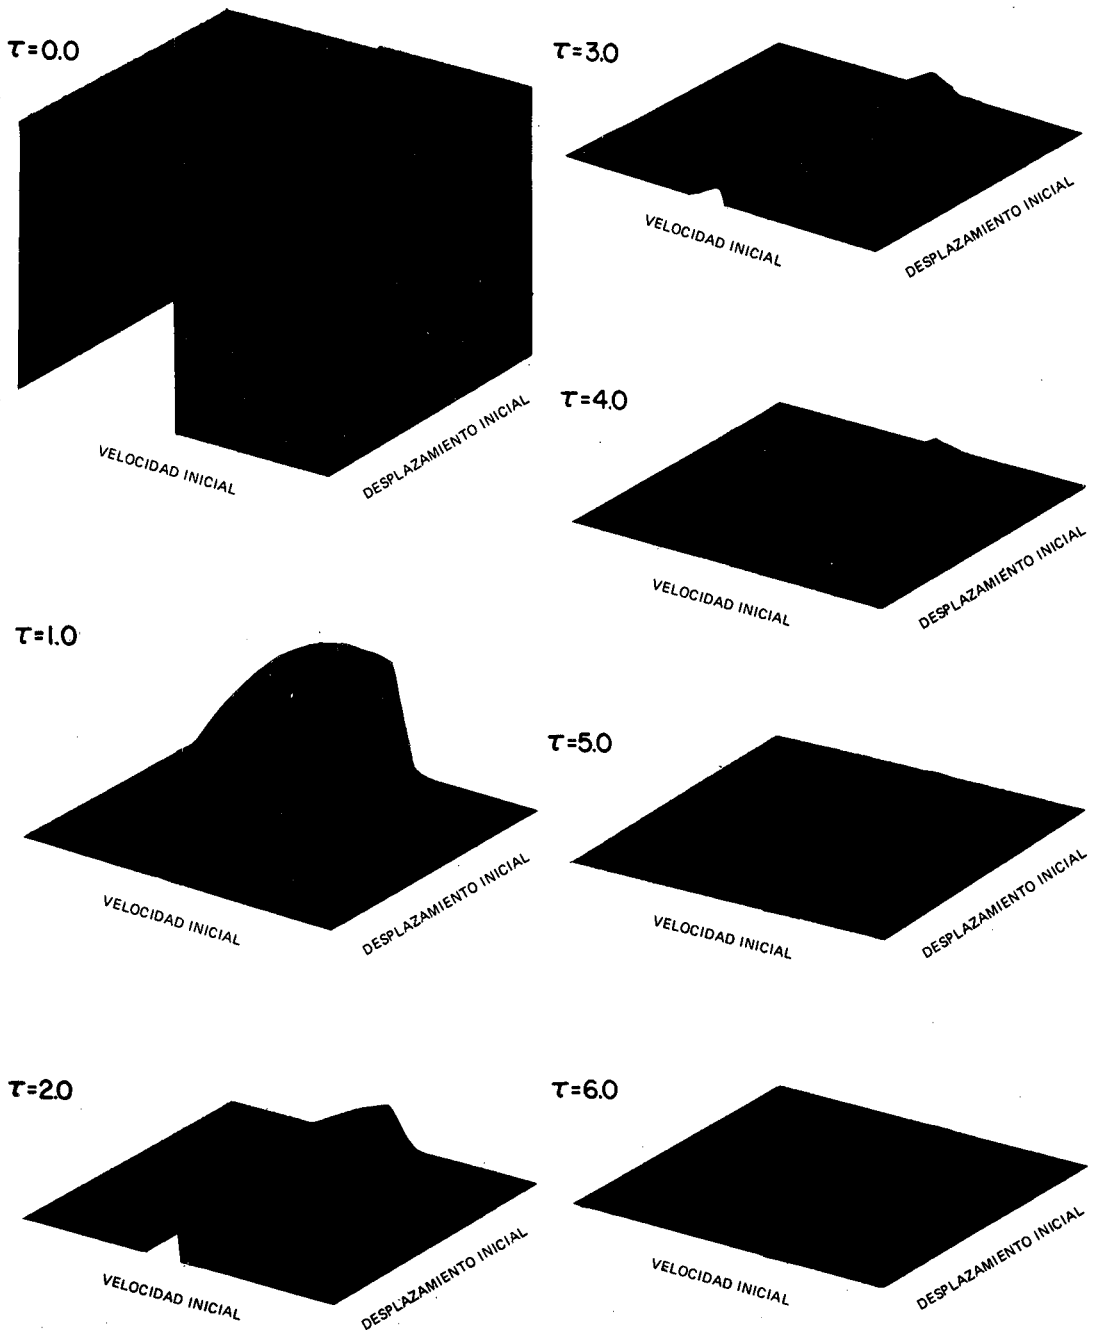 τ=0.0
VELOCIDAD INICIAL
DESPLAZAMIENTO INICIAL
τ=1.0
VELOCIDAD INICIAL
DESPLAZAMIENTO INICIAL
τ=2.0
VELOCIDAD INICIAL
DESPLAZAMIENTO INICIAL
τ=3.0
VELOCIDAD INICIAL
DESPLAZAMIENTO INICIAL
τ=4.0
VELOCIDAD INICIAL
DESPLAZAMIENTO INICIAL
τ=5.0
VELOCIDAD INICIAL
DESPLAZAMIENTO INICIAL
τ=6.0
VELOCIDAD INICIAL
DESPLAZAMIENTO INICIAL